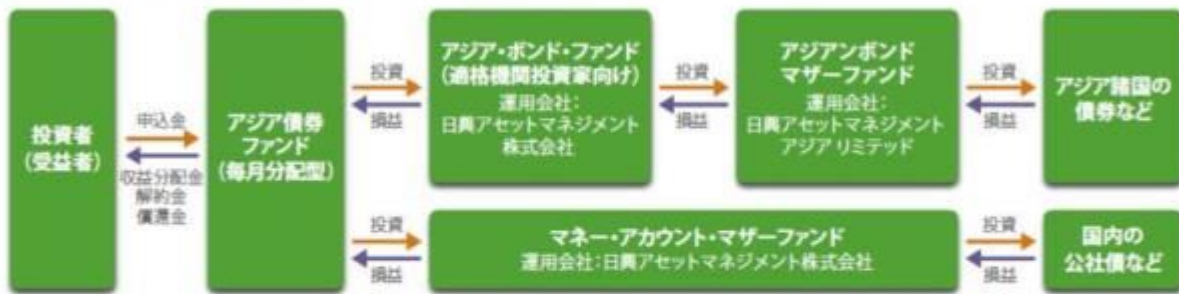 投資者
(受益者)
申込金
収益分配金
解約金
償還金
アジア債券
ファンド
(毎月分配型)
投資
損益
アジア・ボンド・ファンド
(適格機関投資家向け)
運用会社:
日興アセットマネジメント
株式会社
投資
損益
アジアンボンド
マザーファンド
運用会社:
日興アセットマネジメント
アジア リミテッド
投資
損益
アジア諸国の
債券など
投資
損益
マネー・アカウント・マザーファンド
運用会社:日興アセットマネジメント株式会社
投資
損益
国内の
公社債など